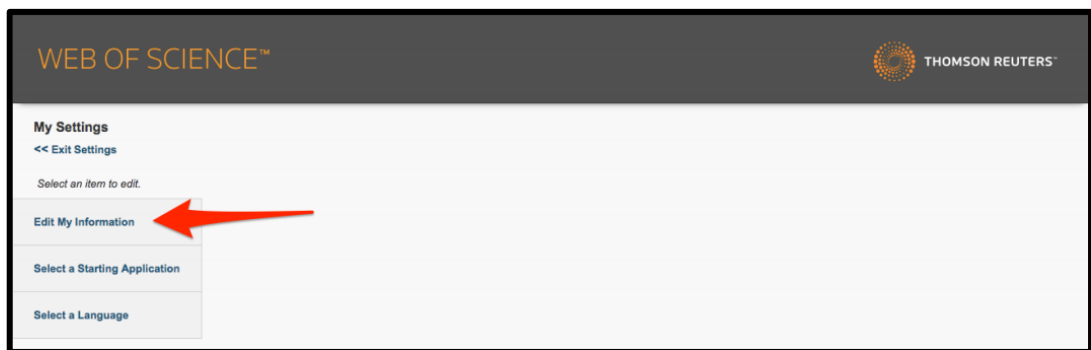 WEB OF SCIENCE™
THOMSON REUTERS™
My Settings
<< Exit Settings
Select an item to edit.
Edit My Information
Select a Starting Application
Select a Language